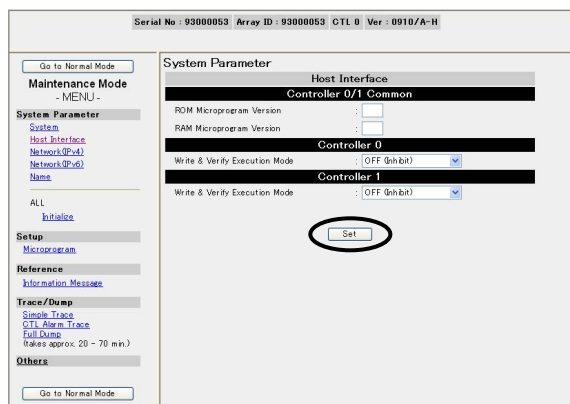 Serial No : 93000053 Array ID : 93000053 CTL 0 Ver : 0910/A-H
Go to Normal Mode
Maintenance Mode
- MENU -
System Parameter
System
Host Interface
Network(IPv4)
Network(IPv6)
Name
ALL
Initialize
Setup
Microprogram
Reference
Information Message
Trace/Dump
Simple Trace
CTL Alarm Trace
Full Dump
(takes approx. 20 - 70 min.)
Others
Go to Normal Mode
System Parameter
Host Interface
Controller 0/1 Common
ROM Microprogram Version :
RAM Microprogram Version :
Controller 0
Write & Verify Execution Mode : OFF (Inhibit)
Controller 1
Write & Verify Execution Mode : OFF (Inhibit)
Set